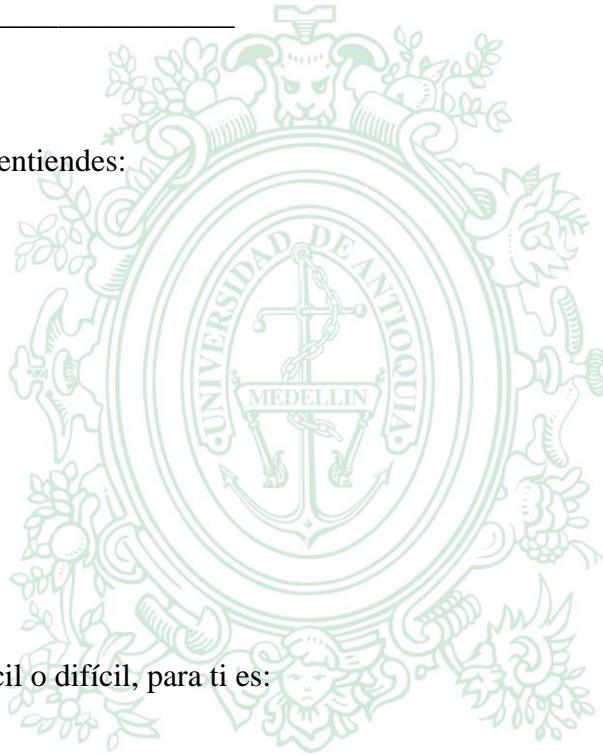 entiendes:
UNIVERSIDAD DE ANTIOQUIA
MEDELLIN
cil o difícil, para ti es: